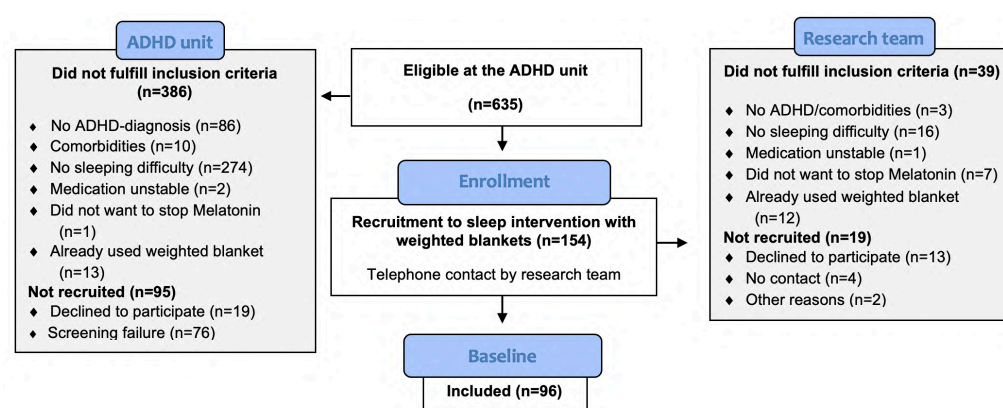 ADHD unit
Did not fulfill inclusion criteria
(n=386)
♦ No ADHD-diagnosis (n=86)
♦ Comorbidities (n=10)
♦ No sleeping difficulty (n=274)
♦ Medication unstable (n=2)
♦ Did not want to stop Melatonin
(n=1)
♦ Already used weighted blanket
(n=13)
Not recruited (n=95)
♦ Declined to participate (n=19)
♦ Screening failure (n=76)
Eligible at the ADHD unit
(n=635)
Enrollment
Recruitment to sleep intervention with
weighted blankets (n=154)
Telephone contact by research team
Baseline
Included (n=96)
Research team
Did not fulfill inclusion criteria (n=39)
♦ No ADHD/comorbidities (n=3)
♦ No sleeping difficulty (n=16)
♦ Medication unstable (n=1)
♦ Did not want to stop Melatonin (n=7)
♦ Already used weighted blanket
(n=12)
Not recruited (n=19)
♦ Declined to participate (n=13)
♦ No contact (n=4)
♦ Other reasons (n=2)